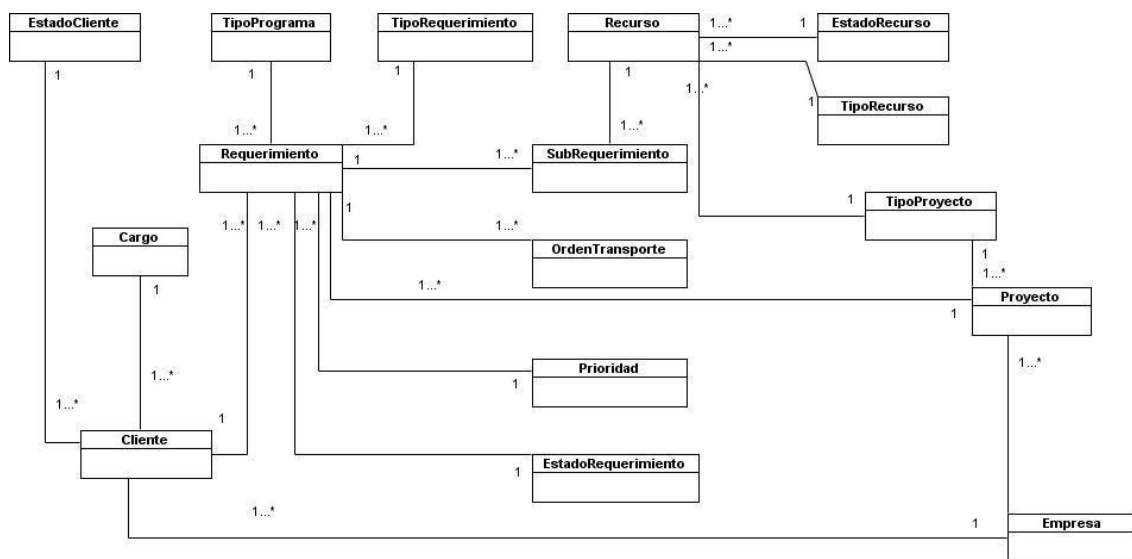 EstadoCliente
TipoPrograma
TipoRequerimiento
Recurso
1...*
1
EstadoRecurso
1...*
1
1
1
1
1...*
1
TipoRecurso
1...*
1...*
1...*
Requerimiento
1
1...*
SubRequerimiento
1
TipoProyecto
1...*
1...*
1...*
1
1...*
Cargo
OrdenTransporte
1
1...*
1
1...*
Proyecto
1
1...*
Prioridad
1
1...*
1...*
1
Cliente
EstadoRequerimiento
1
1...*
1
Empresa